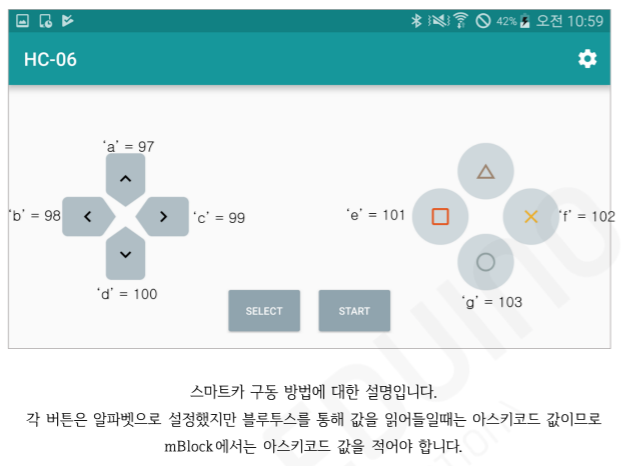 42% 오전 10:59
HC-06
‘a’ = 97
‘b’ = 98
‘c’ = 99
‘d’ = 100
‘e’ = 101
‘f’ = 102
‘g’ = 103
SELECT
START
스마트카 구동 방법에 대한 설명입니다.
각 버튼은 알파벳으로 설정했지만 블루투스를 통해 값을 읽어들일때는 아스키코드 값이므로
mBlock에서는 아스키코드 값을 적어야 합니다.